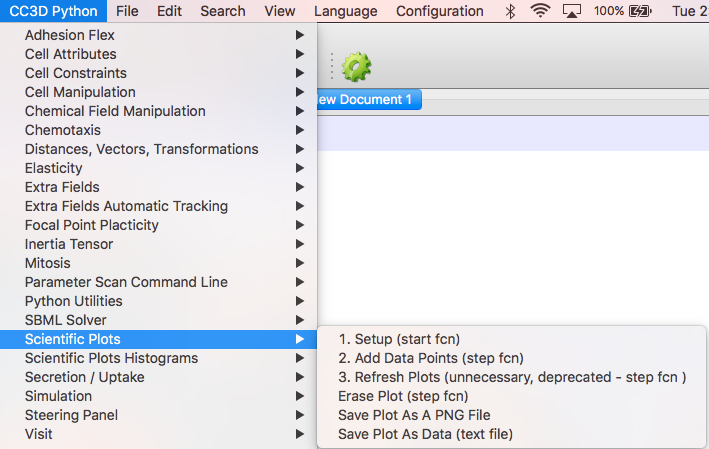 CC3D Python File Edit Search View Language Configuration 100% Tue 2
Adhesion Flex
Cell Attributes
Cell Constraints
Cell Manipulation
ew Document 1
Chemical Field Manipulation
Chemotaxis
Distances, Vectors, Transformations
Elasticity
Extra Fields
Extra Fields Automatic Tracking
Focal Point Placticity
Inertia Tensor
Mitosis
Parameter Scan Command Line
Python Utilities
SBML Solver
Scientific Plots
Scientific Plots Histograms
Secretion / Uptake
Simulation
Steering Panel
Visit
1. Setup (start fcn)
2. Add Data Points (step fcn)
3. Refresh Plots (unnecessary, deprecated - step fcn )
Erase Plot (step fcn)
Save Plot As A PNG File
Save Plot As Data (text file)